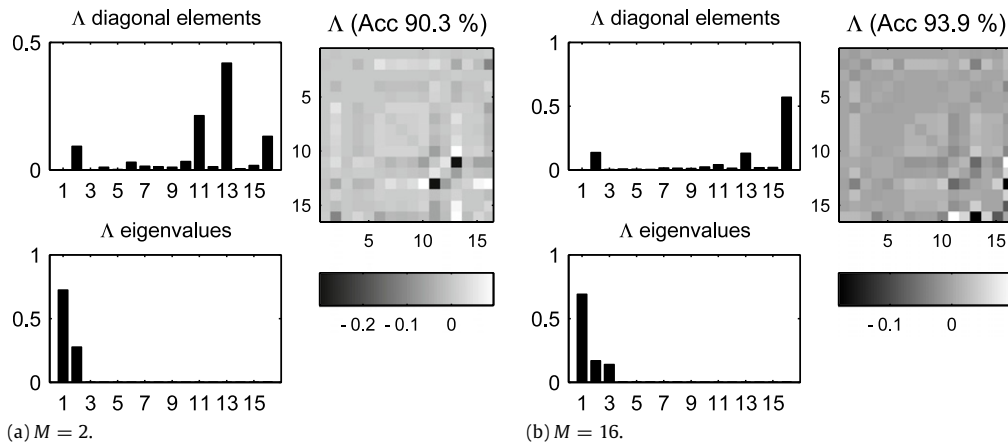 Λ diagonal elements
0.5
0
1 3 5 7 9 11 13 15
Λ (Acc 90.3 %)
5
10
15
5 10 15
Λ eigenvalues
1
0.5
0
1 3 5 7 9 11 13 15
-0.2 -0.1 0
(a) M = 2.
Λ diagonal elements
1
0.5
0
1 3 5 7 9 11 13 15
Λ (Acc 93.9 %)
5
10
15
5 10 15
Λ eigenvalues
1
0.5
0
1 3 5 7 9 11 13 15
-0.1 0
(b) M = 16.